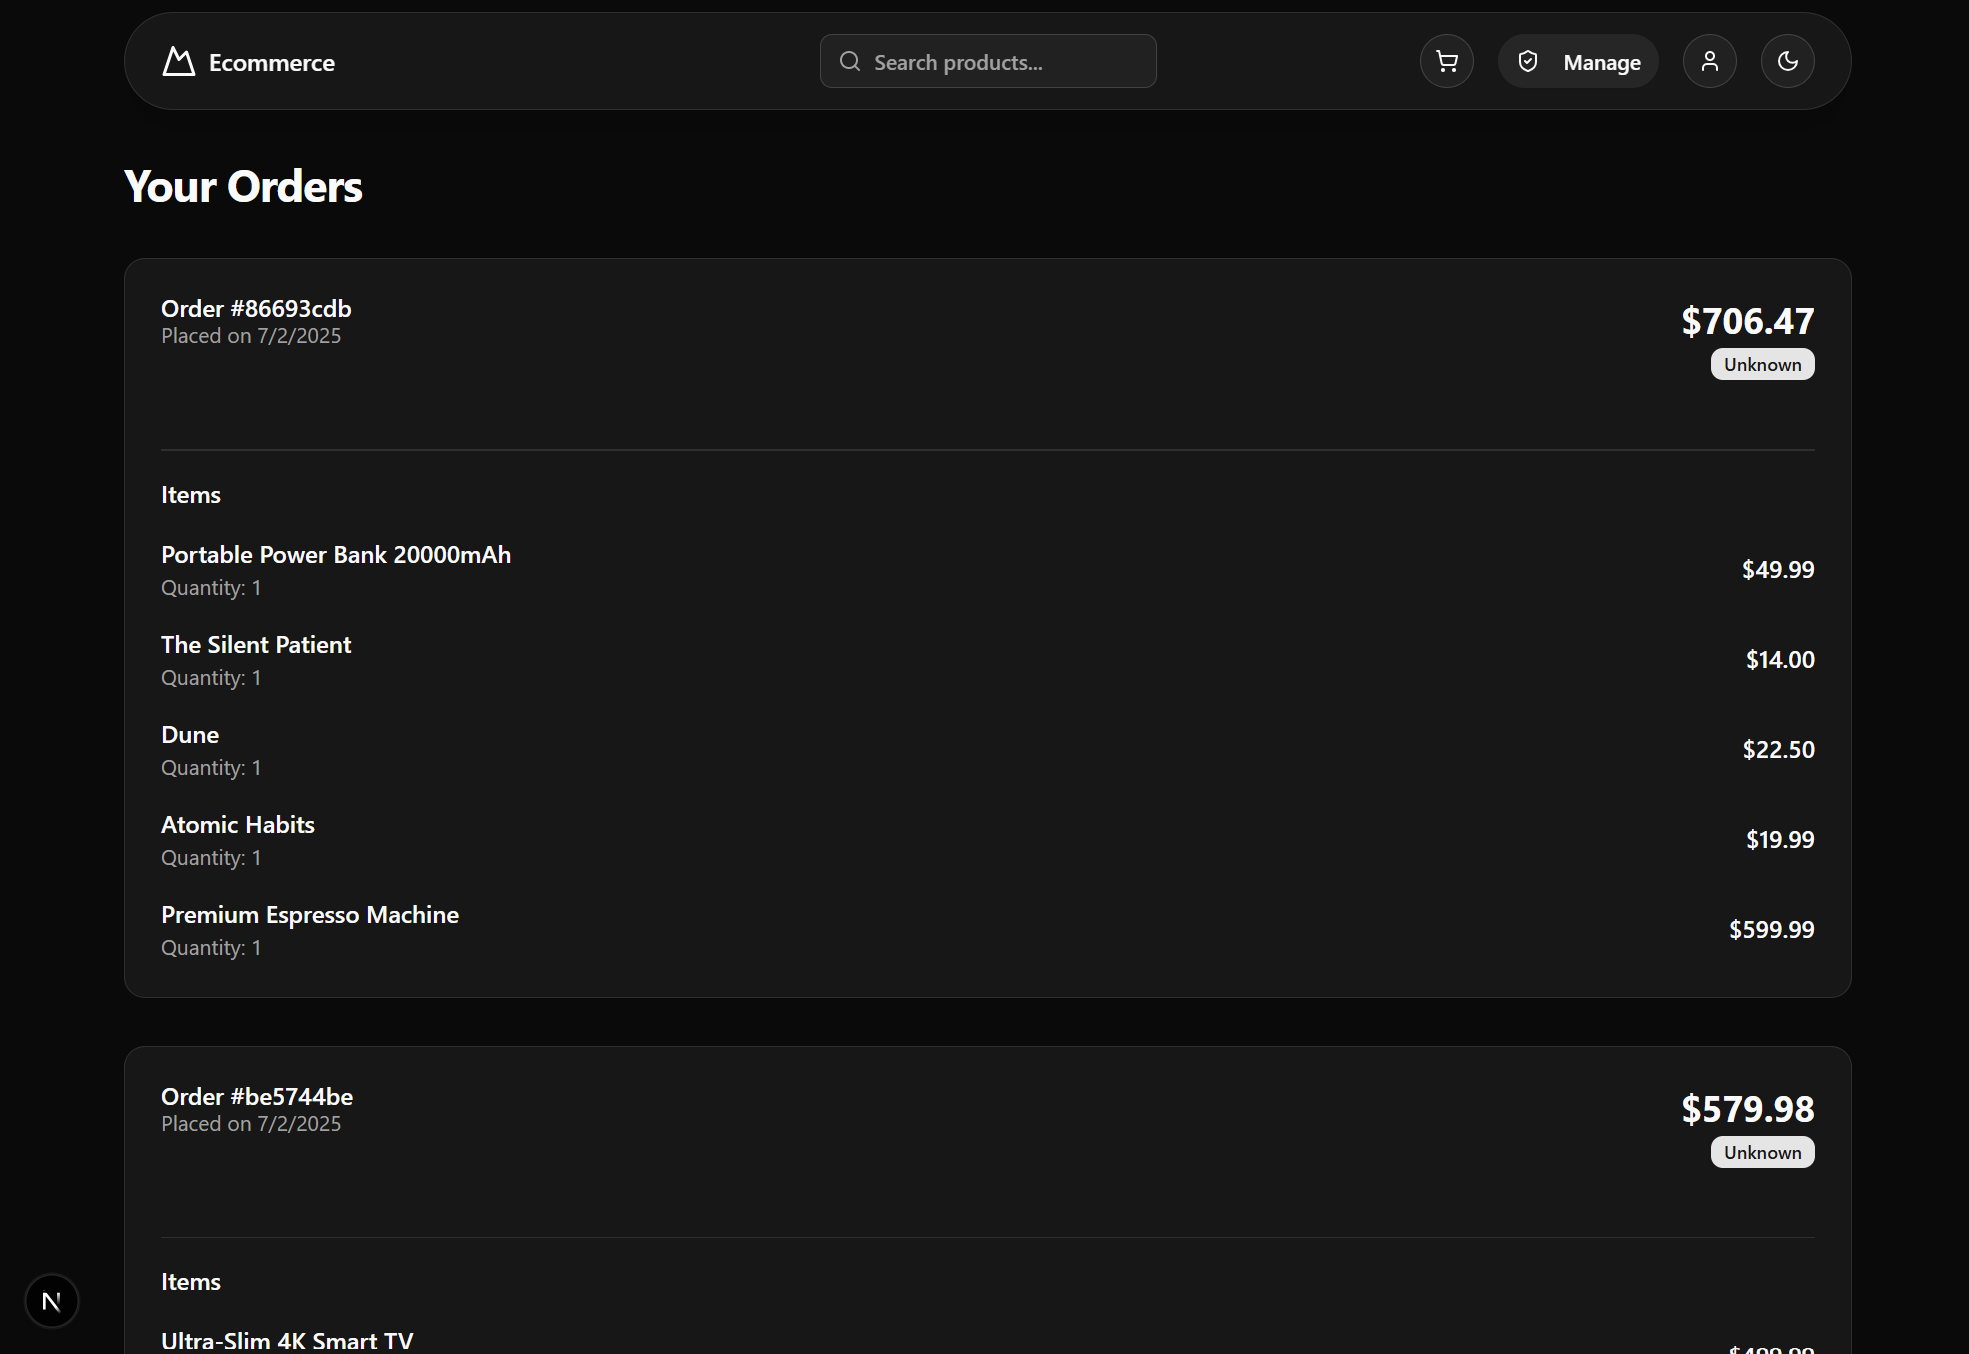 Ecommerce
Search products...
Manage
Your Orders
Order #86693cdb
Placed on 7/2/2025
$706.47
Unknown
Items
Portable Power Bank 20000mAh
Quantity: 1
$49.99
The Silent Patient
Quantity: 1
$14.00
Dune
Quantity: 1
$22.50
Atomic Habits
Quantity: 1
$19.99
Premium Espresso Machine
Quantity: 1
$599.99
Order #be5744be
Placed on 7/2/2025
$579.98
Unknown
Items
N
Ultra-Slim 4K Smart TV
$499.99